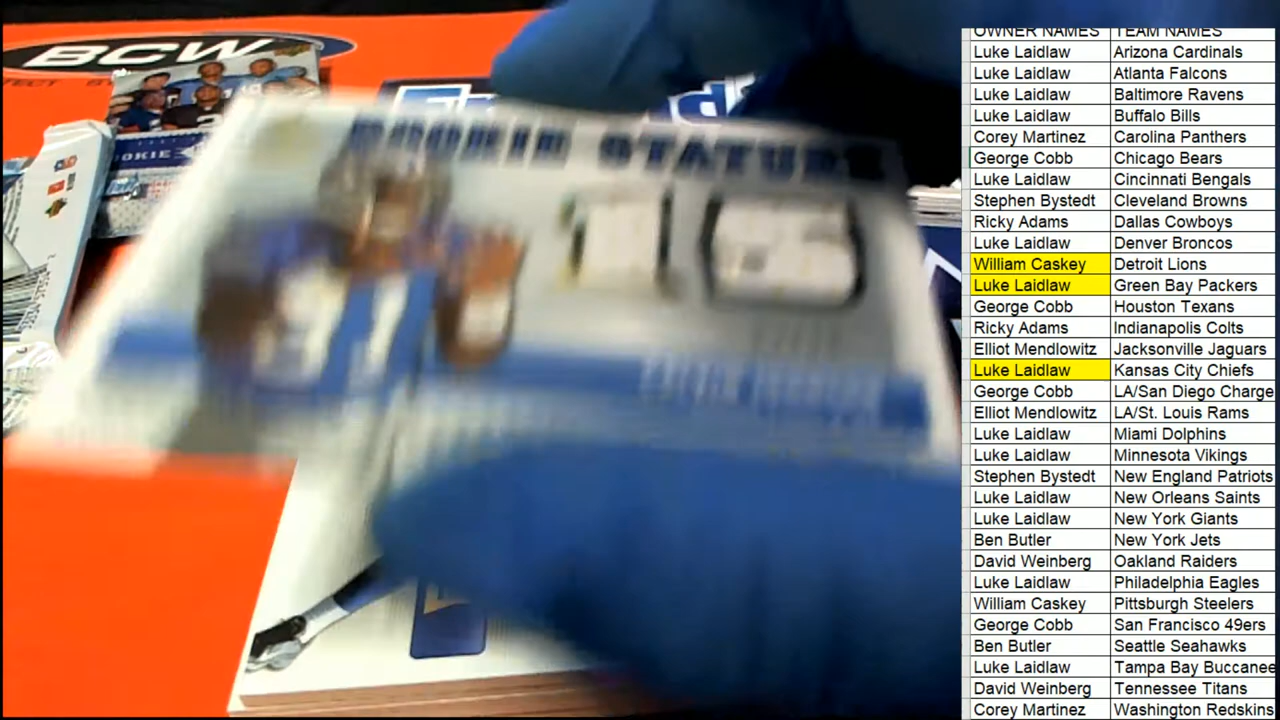 BCW
ROOKIE STATURE
15
OWNER NAMES TEAM NAMES
Luke Laidlaw Arizona Cardinals
Luke Laidlaw Atlanta Falcons
Luke Laidlaw Baltimore Ravens
Luke Laidlaw Buffalo Bills
Corey Martinez Carolina Panthers
George Cobb Chicago Bears
Luke Laidlaw Cincinnati Bengals
Stephen Bystedt Cleveland Browns
Ricky Adams Dallas Cowboys
Luke Laidlaw Denver Broncos
William Caskey Detroit Lions
Luke Laidlaw Green Bay Packers
George Cobb Houston Texans
Ricky Adams Indianapolis Colts
Elliot Mendlowitz Jacksonville Jaguars
Luke Laidlaw Kansas City Chiefs
George Cobb LA/San Diego Charge
Elliot Mendlowitz LA/St. Louis Rams
Luke Laidlaw Miami Dolphins
Luke Laidlaw Minnesota Vikings
Stephen Bystedt New England Patriots
Luke Laidlaw New Orleans Saints
Luke Laidlaw New York Giants
Ben Butler New York Jets
David Weinberg Oakland Raiders
Luke Laidlaw Philadelphia Eagles
William Caskey Pittsburgh Steelers
George Cobb San Francisco 49ers
Ben Butler Seattle Seahawks
Luke Laidlaw Tampa Bay Buccanee
David Weinberg Tennessee Titans
Corey Martinez Washington Redskins